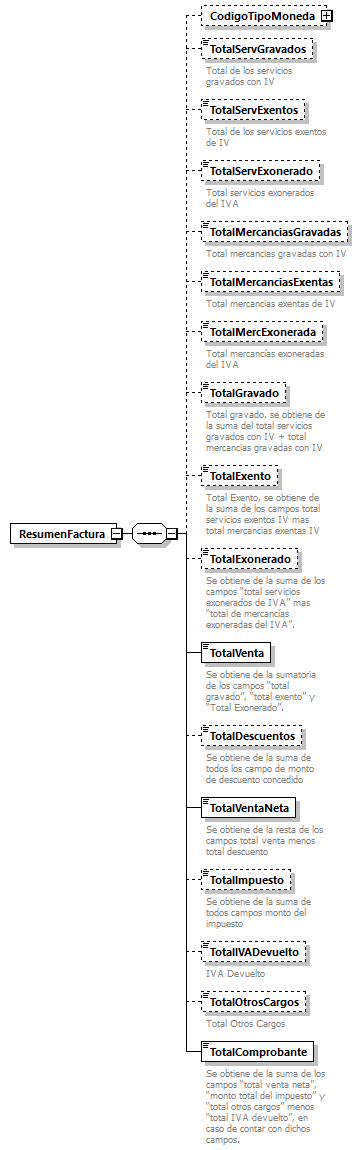 CodigoTipoMoneda
TotalServGravados
Total de los servicios
gravados con IV
TotalServExentos
Total de los servicios exentos
de IV
TotalServExonerado
Total servicios exonerados
del IVA
TotalMercanciasGravadas
Total mercancias gravadas con IV
TotalMercanciasExentas
Total mercancias exentas de IV
TotalMercExonerada
Total mercancías exoneradas
del IVA
TotalGravado
Total gravado. se obtiene de
la suma del total servicios
gravados con IV + total
mercancias gravadas con IV
TotalExento
Total Exento, se obtiene de
la suma de los campos total
servicios exentos IV mas
total mercancias exentas IV
ResumenFactura
TotalExonerado
Se obtiene de la suma de los
campos “total servicios
exonerados de IVA” mas
“total de mercancías
exoneradas del IVA”.
TotalVenta
Se obtiene de la sumatoria
de los campos “total
gravado”, “total exento” y
“Total Exonerado”.
TotalDescuentos
Se obtiene de la suma de
todos los campo de monto
de descuento concedido
TotalVentaNeta
Se obtiene de la resta de los
campos total venta menos
total descuento
TotalImpuesto
Se obtiene de la suma de
todos campos monto del
impuesto
TotalIVADevuelto
IVA Devuelto
TotalOtrosCargos
Total Otros Cargos
TotalComprobante
Se obtiene de la suma de los
campos “total venta neta”,
“monto total del impuesto” y
“total otros cargos” menos
“total IVA devuelto”, en
caso de contar con dichos
campos.